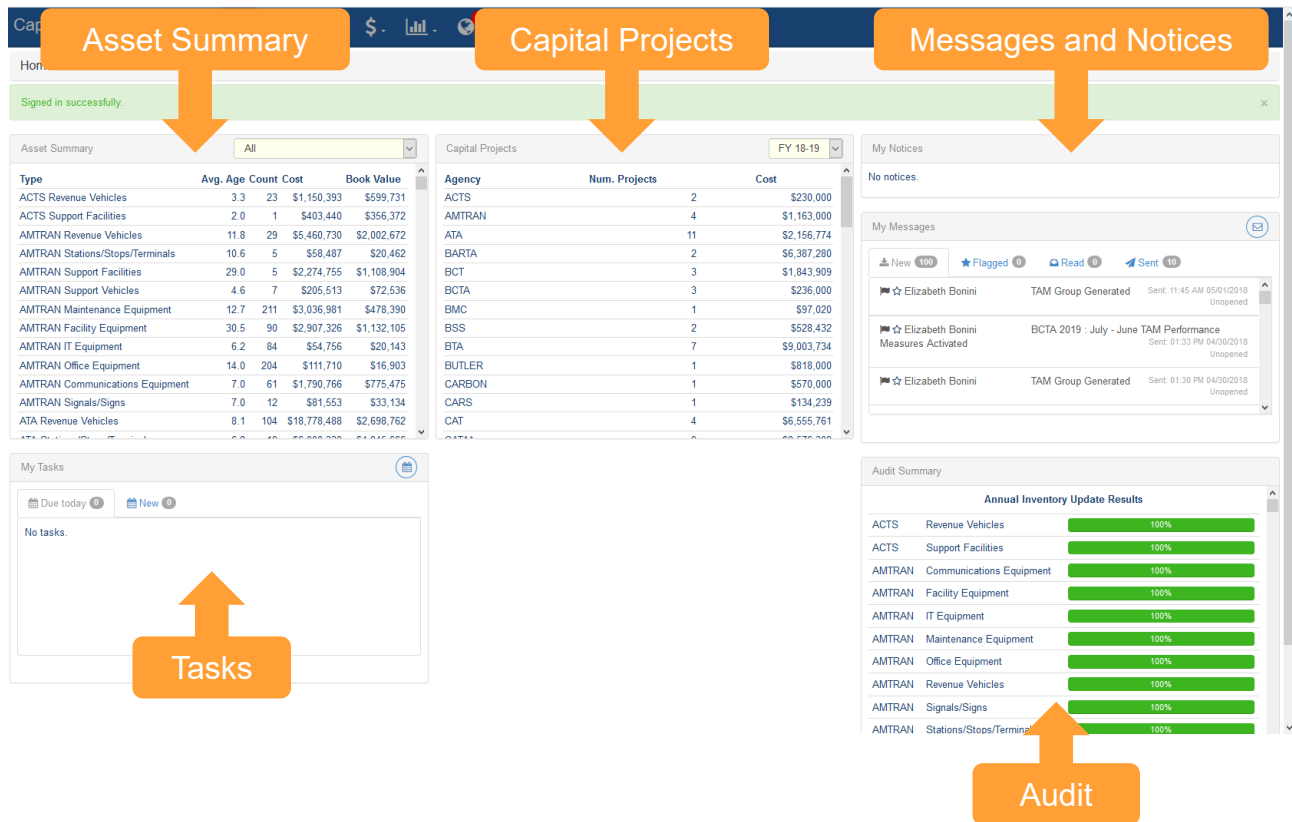 Cap
$
Asset Summary
Capital Projects
Messages and Notices
Hom
Signed in successfully. ×
Asset Summary All
Type Avg. Age Count Cost Book Value
ACTS Revenue Vehicles 3.3 23 $1,150,393 $599,731
ACTS Support Facilities 2.0 1 $403,440 $356,372
AMTRAN Revenue Vehicles 11.8 29 $5,460,730 $2,002,672
AMTRAN Stations/Stops/Terminals 10.6 5 $58,487 $20,462
AMTRAN Support Facilities 29.0 5 $2,274,755 $1,108,904
AMTRAN Support Vehicles 4.6 7 $205,513 $72,536
AMTRAN Maintenance Equipment 12.7 211 $3,036,981 $478,390
AMTRAN Facility Equipment 30.5 90 $2,907,326 $1,132,105
AMTRAN IT Equipment 6.2 84 $54,756 $20,143
AMTRAN Office Equipment 14.0 204 $111,710 $16,903
AMTRAN Communications Equipment 7.0 61 $1,790,766 $775,475
AMTRAN Signals/Signs 7.0 12 $81,553 $33,134
ATA Revenue Vehicles 8.1 104 $18,778,488 $2,698,762
Capital Projects FY 18-19
Agency Num. Projects Cost
ACTS 2 $230,000
AMTRAN 4 $1,163,000
ATA 11 $2,156,774
BARTA 2 $6,387,280
BCT 3 $1,843,909
BCTA 3 $236,000
BMC 1 $97,020
BSS 2 $528,432
BTA 7 $9,003,734
BUTLER 1 $818,000
CARBON 1 $570,000
CARS 1 $134,239
CAT 4 $6,555,761
My Notices
No notices.
My Messages
New 100 Flagged 0 Read 0 Sent 10
Elizabeth Bonini TAM Group Generated Sent: 11:45 AM 05/01/2018
Unopened
Elizabeth Bonini BCTA 2019 : July - June TAM Performance
Measures Activated Sent: 01:33 PM 04/30/2018
Unopened
Elizabeth Bonini TAM Group Generated Sent: 01:30 PM 04/30/2018
Unopened
My Tasks
Due today 0 New 0
No tasks.
Tasks
Audit Summary
Annual Inventory Update Results
ACTS Revenue Vehicles 100%
ACTS Support Facilities 100%
AMTRAN Communications Equipment 100%
AMTRAN Facility Equipment 100%
AMTRAN IT Equipment 100%
AMTRAN Maintenance Equipment 100%
AMTRAN Office Equipment 100%
AMTRAN Revenue Vehicles 100%
AMTRAN Signals/Signs 100%
AMTRAN Stations/Stops/Terminal 100%
Audit